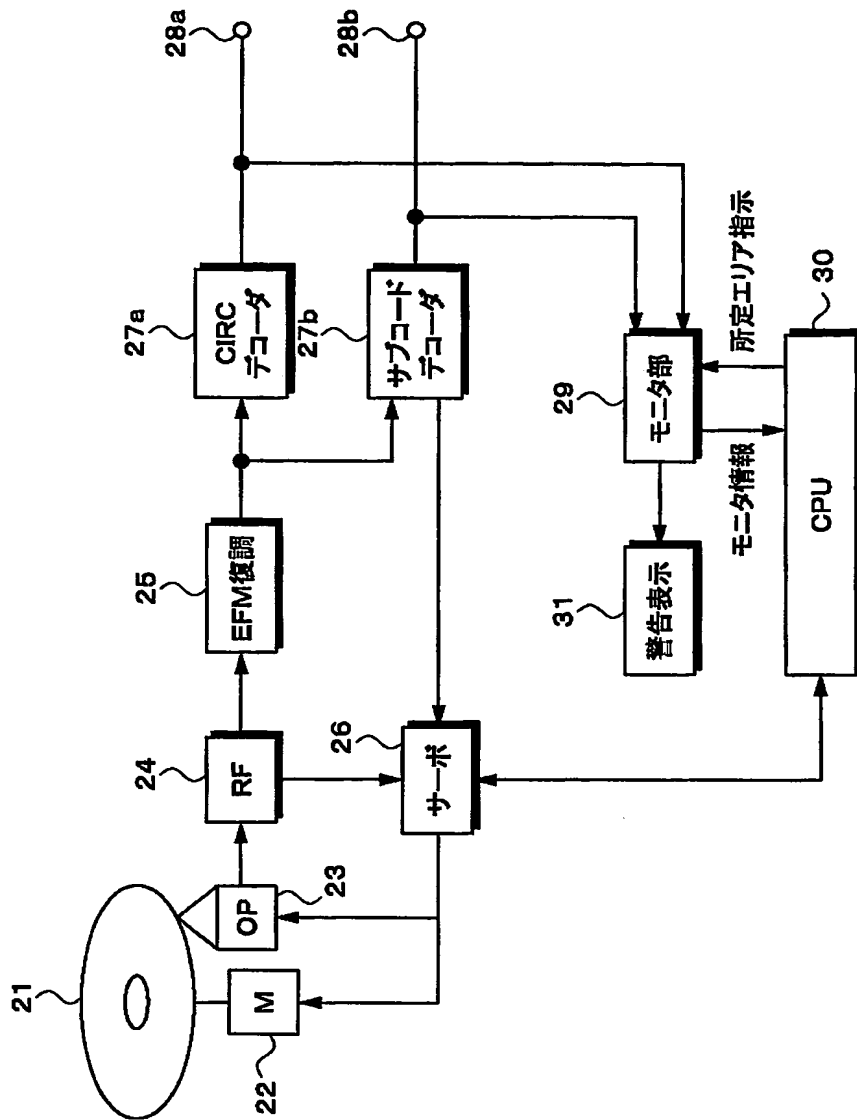 21
22
M
OP
23
24
RF
25
EFM復調
26
サーボ
27a
CIRC
デコーダ
27b
サブコード
デコーダ
28a
28b
29
モニタ部
所定エリア指示
モニタ情報
30
CPU
31
警告表示